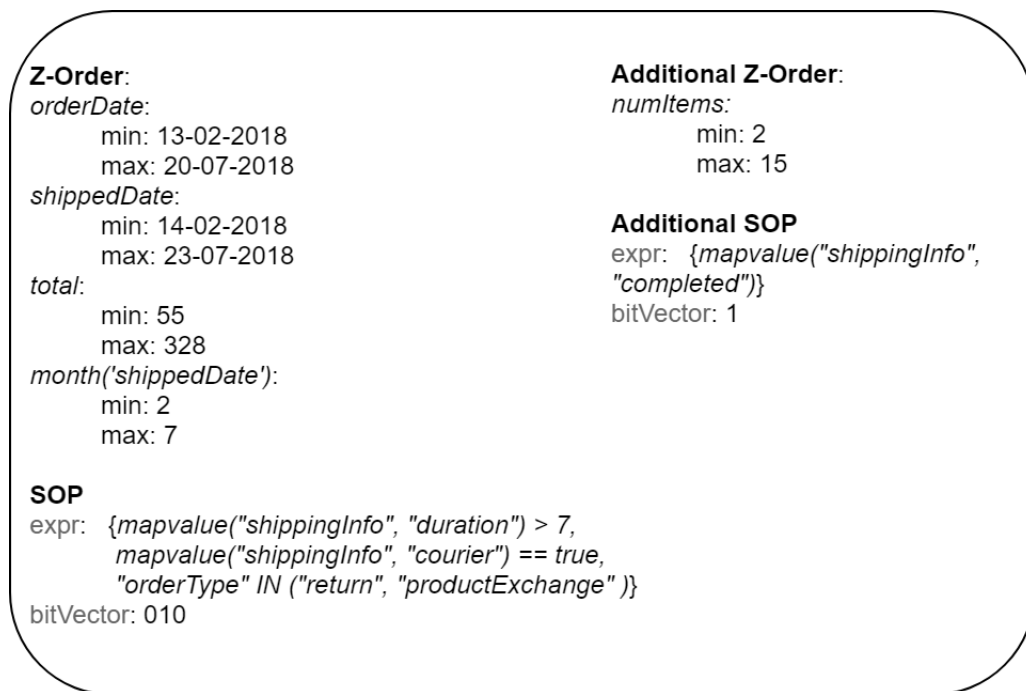 Z-Order:
orderDate:
min: 13-02-2018
max: 20-07-2018
shippedDate:
min: 14-02-2018
max: 23-07-2018
total:
min: 55
max: 328
month('shippedDate'):
min: 2
max: 7
SOP
expr: {mapvalue("shippingInfo", "duration") > 7,
mapvalue("shippingInfo", "courier") == true,
"orderType" IN ("return", "productExchange" )}
bitVector: 010
Additional Z-Order:
numItems:
min: 2
max: 15
Additional SOP
expr: {mapvalue("shippingInfo",
"completed")}
bitVector: 1